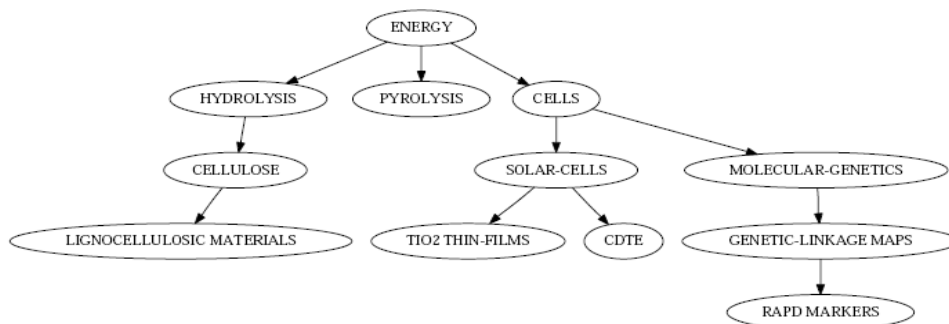 ENERGY
HYDROLYSIS
PYROLYSIS
CELLS
CELLULOSE
SOLAR-CELLS
MOLECULAR-GENETICS
LIGNOCELLULOSIC MATERIALS
TIO2 THIN-FILMS
CDTE
GENETIC-LINKAGE MAPS
RAPD MARKERS